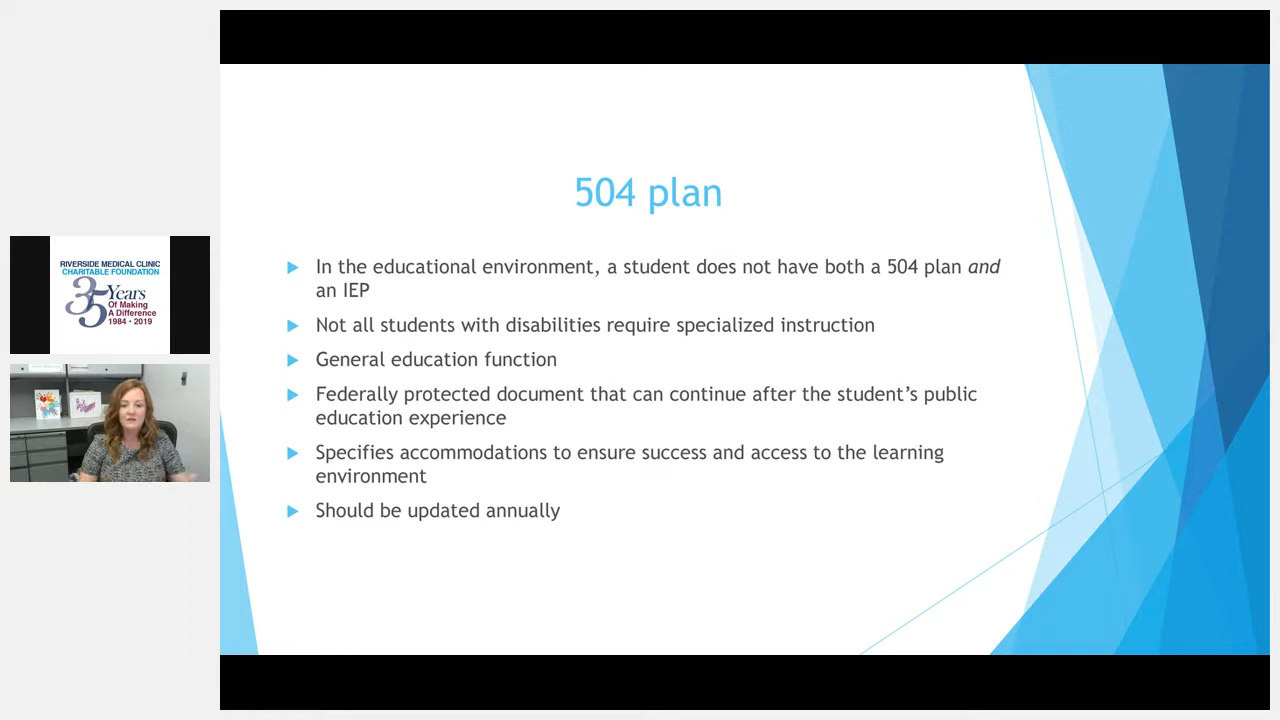 RIVERSIDE MEDICAL CLINIC
CHARITABLE FOUNDATION
35 Years
Of Making
A Difference
1984 • 2019
504 plan
In the educational environment, a student does not have both a 504 plan and
an IEP
Not all students with disabilities require specialized instruction
General education function
Federally protected document that can continue after the student’s public
education experience
Specifies accommodations to ensure success and access to the learning
environment
Should be updated annually